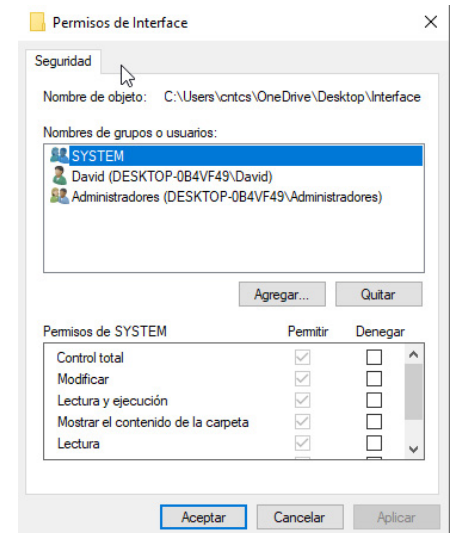 Permisos de Interface
Seguridad
Nombre de objeto: C:\Users\cntcs\OneDrive\Desktop\Interface
Nombres de grupos o usuarios:
SYSTEM
David (DESKTOP-0B4VF49\David)
Administradores (DESKTOP-0B4VF49\Administradores)
Agregar... Quitar
Permisos de SYSTEM Permitir Denegar
Control total
Modificar
Lectura y ejecución
Mostrar el contenido de la carpeta
Lectura
Aceptar Cancelar Aplicar